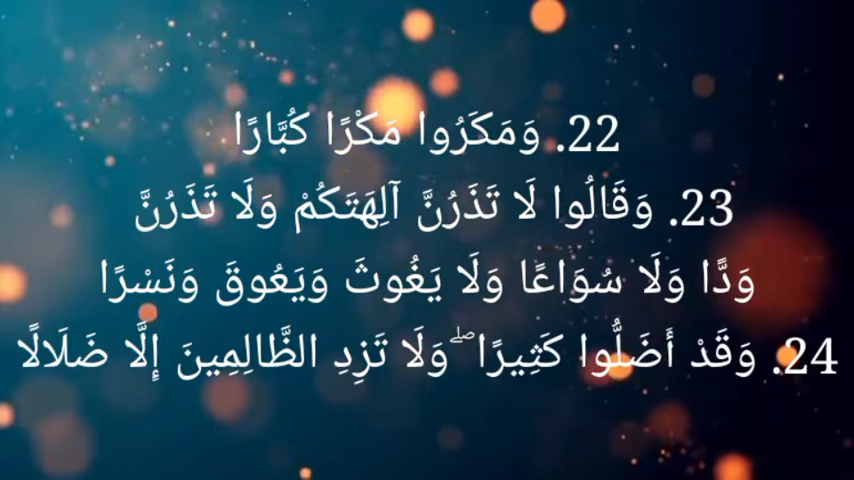 22. وَمَكَرُوا مَكْرًا كُبَّارًا
23. وَقَالُوا لَا تَذَرُنَّ آلِهَتَكُمْ وَلَا تَذَرُنَّ
وَدًّا وَلَا سُوَاعًا وَلَا يَغُوثَ وَيَعُوقَ وَنَسْرًا
24. وَقَدْ أَضَلُّوا كَثِيرًا ۖ وَلَا تَزِدِ الظَّالِمِينَ إِلَّا ضَلَالًا